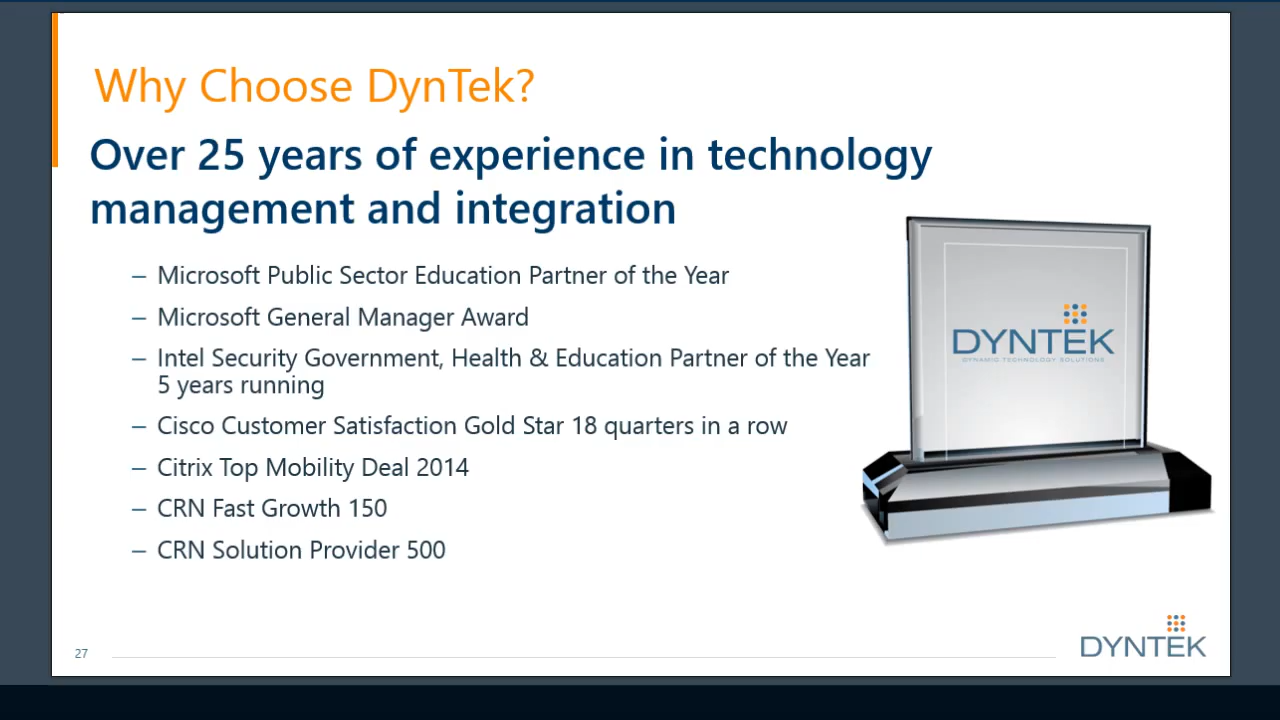 Why Choose DynTek?
Over 25 years of experience in technology
management and integration
– Microsoft Public Sector Education Partner of the Year
– Microsoft General Manager Award
– Intel Security Government, Health & Education Partner of the Year
5 years running
– Cisco Customer Satisfaction Gold Star 18 quarters in a row
– Citrix Top Mobility Deal 2014
– CRN Fast Growth 150
– CRN Solution Provider 500
DYNTEK
DYNAMIC TECHNOLOGY SOLUTIONS
27
DYNTEK